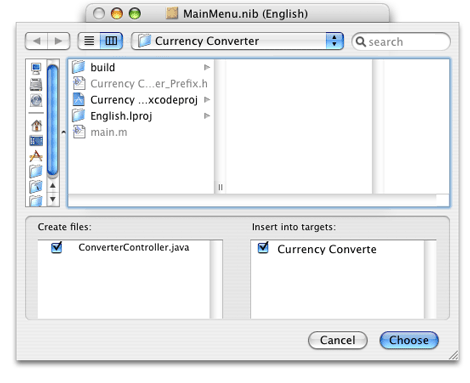 MainMenu.nib (English)
Currency Converter
search
build
Currency C...er_Prefix.h
Currency ...xcodeproj
English.lproj
main.m
Create files:
Insert into targets:
ConverterController.java
Currency Converte
Cancel
Choose